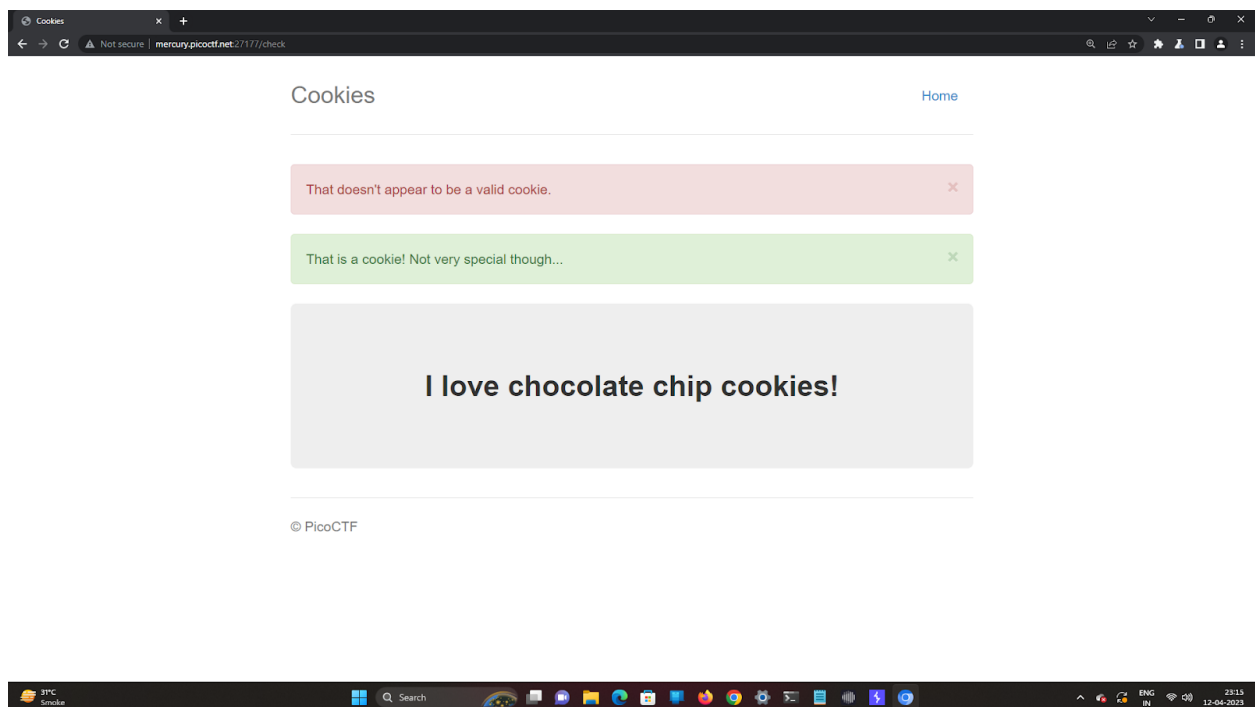 Cookies
Not secure | mercury.picoctf.net:27177/check
Cookies
Home
That doesn't appear to be a valid cookie.
×
That is a cookie! Not very special though...
×
I love chocolate chip cookies!
© PicoCTF
31°C
Smoke
Search
ENG
IN
23:15
12-04-2023